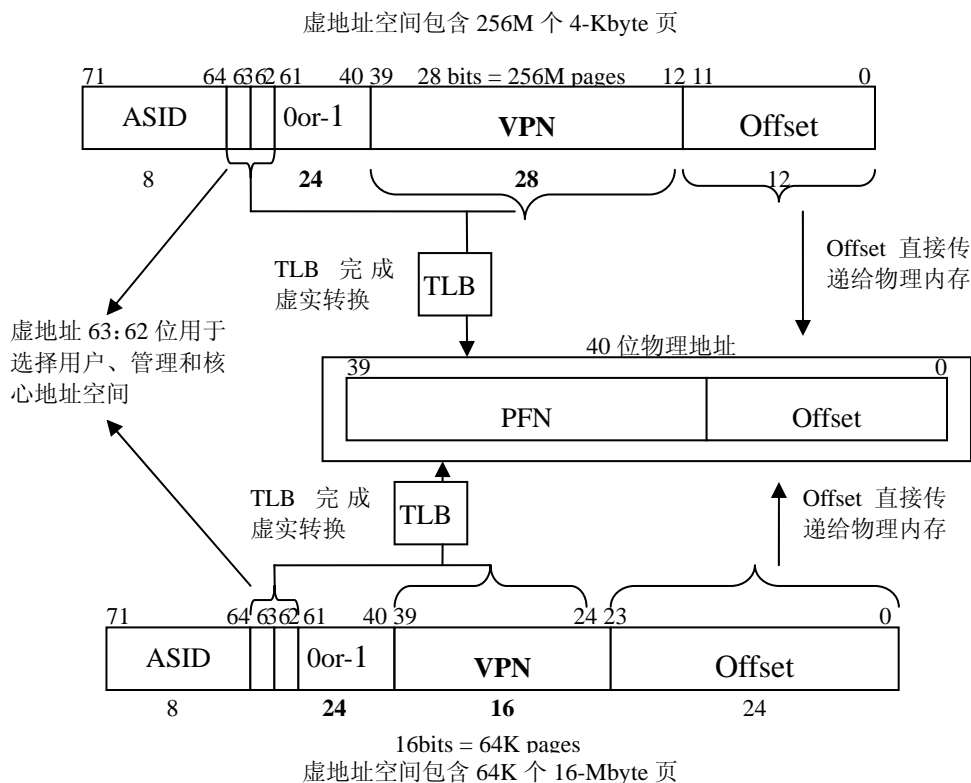 虚地址空间包含 256M 个 4-Kbyte 页
71 64 63 62 61 40 39 28 bits = 256M pages 12 11 0
ASID 0or-1 VPN Offset
8 24 28 12
TLB 完成
虚实转换
TLB
Offset 直接传
递给物理内存
虚地址 63:62 位用于
选择用户、管理和核
心地址空间
40 位物理地址
39 0
PFN Offset
TLB 完成
虚实转换
TLB
Offset 直接传
递给物理内存
71 64 63 62 61 40 39 24 23 0
ASID 0or-1 VPN Offset
8 24 16 24
16bits = 64K pages
虚地址空间包含 64K 个 16-Mbyte 页